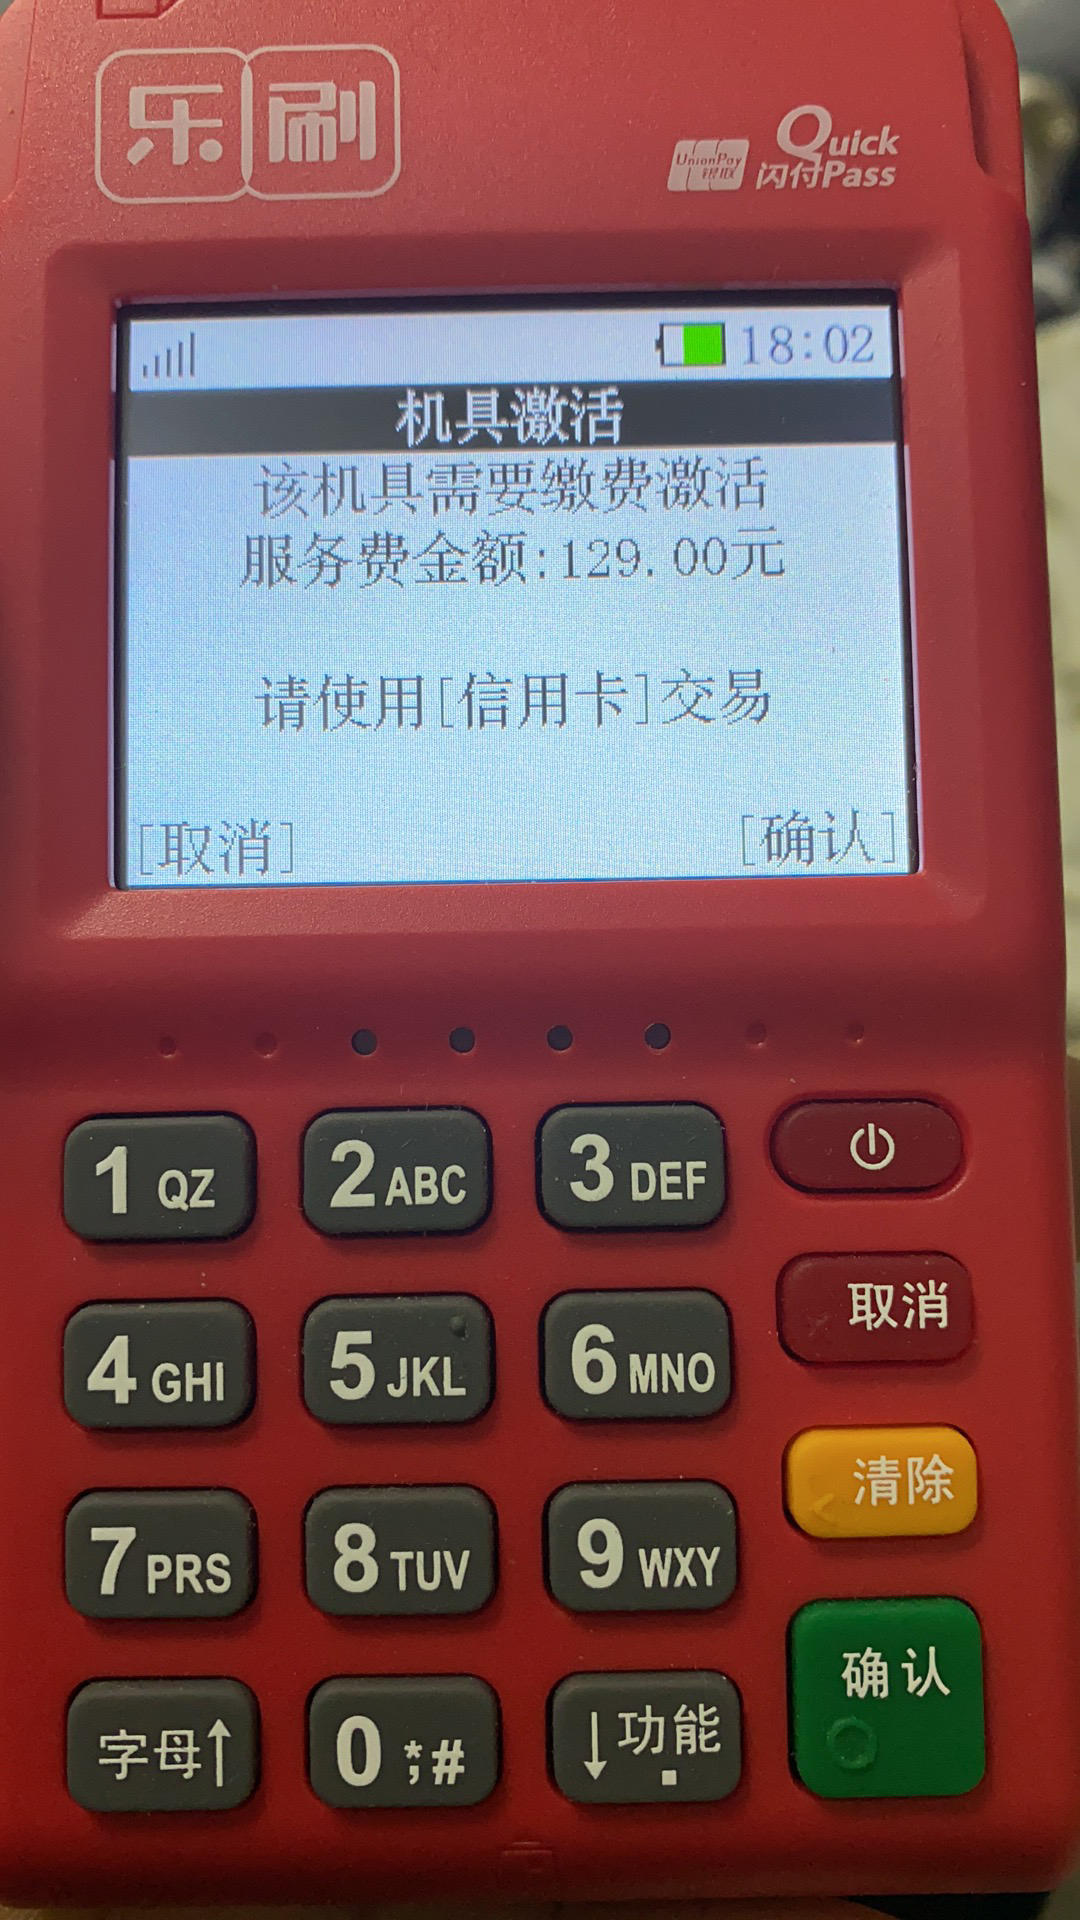 乐刷
UnionPay
银联
Quick
闪付Pass
18:02
机具激活
该机具需要缴费激活
服务费金额:129.00元
请使用[信用卡]交易
[取消] [确认]
1 QZ 2 ABC 3 DEF
取消
4 GHI 5 JKL 6 MNO
清除
7 PRS 8 TUV 9 WXY
确认
字母↑ 0 *;# ↓功能 .